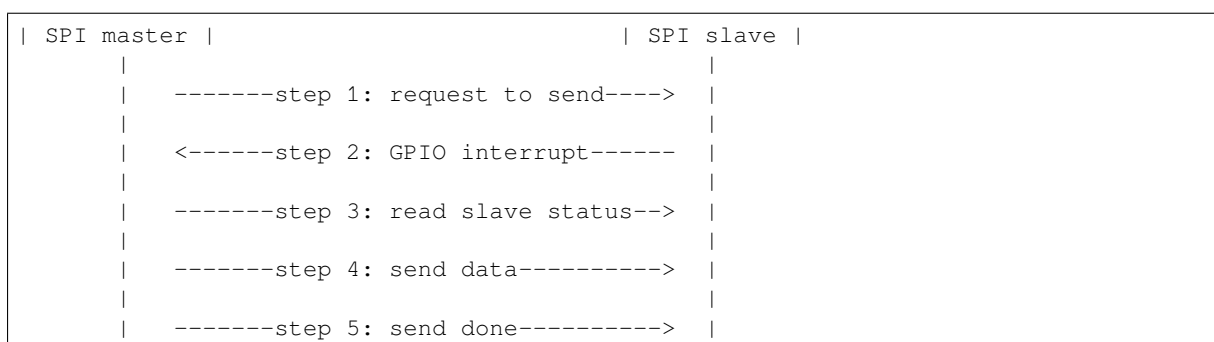 | SPI master |                                 | SPI slave |
       |                                               |
       |   -------step 1: request to send---->  |
       |                                               |
       |   <------step 2: GPIO interrupt------  |
       |                                               |
       |   -------step 3: read slave status-->  |
       |                                               |
       |   -------step 4: send data---------->  |
       |                                               |
       |   -------step 5: send done---------->  |